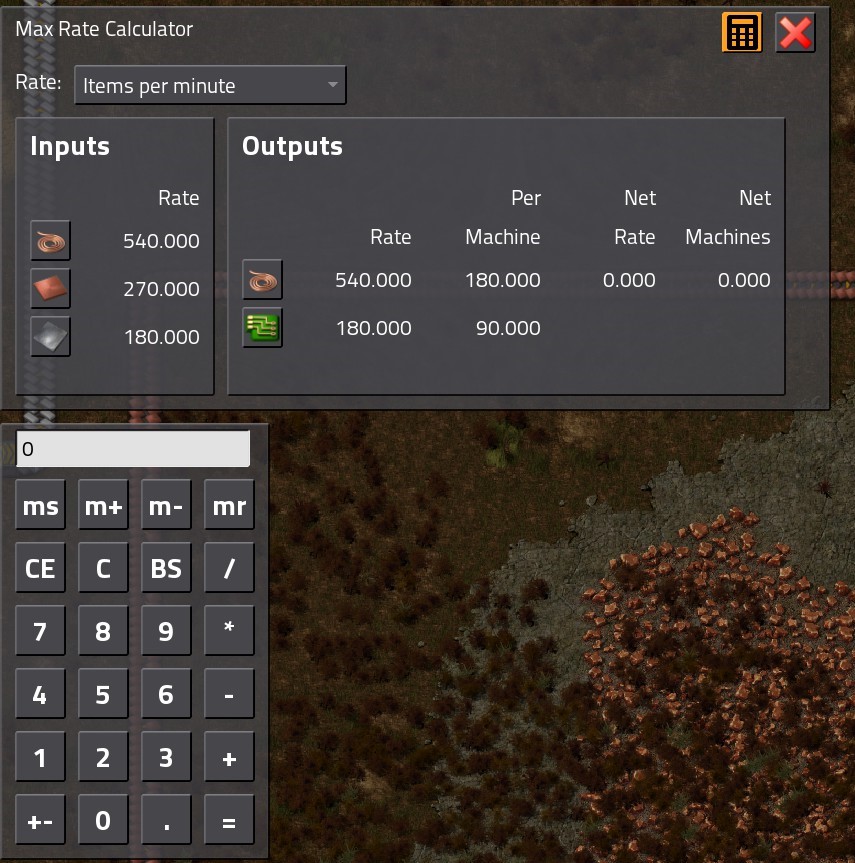 Max Rate Calculator
Rate: Items per minute
Inputs
Rate
540.000
270.000
180.000
Outputs
Per Net Net
Rate Machine Rate Machines
540.000 180.000 0.000 0.000
180.000 90.000
0
ms m+ m- mr
CE C BS /
7 8 9 *
4 5 6 -
1 2 3 +
+- 0 . =